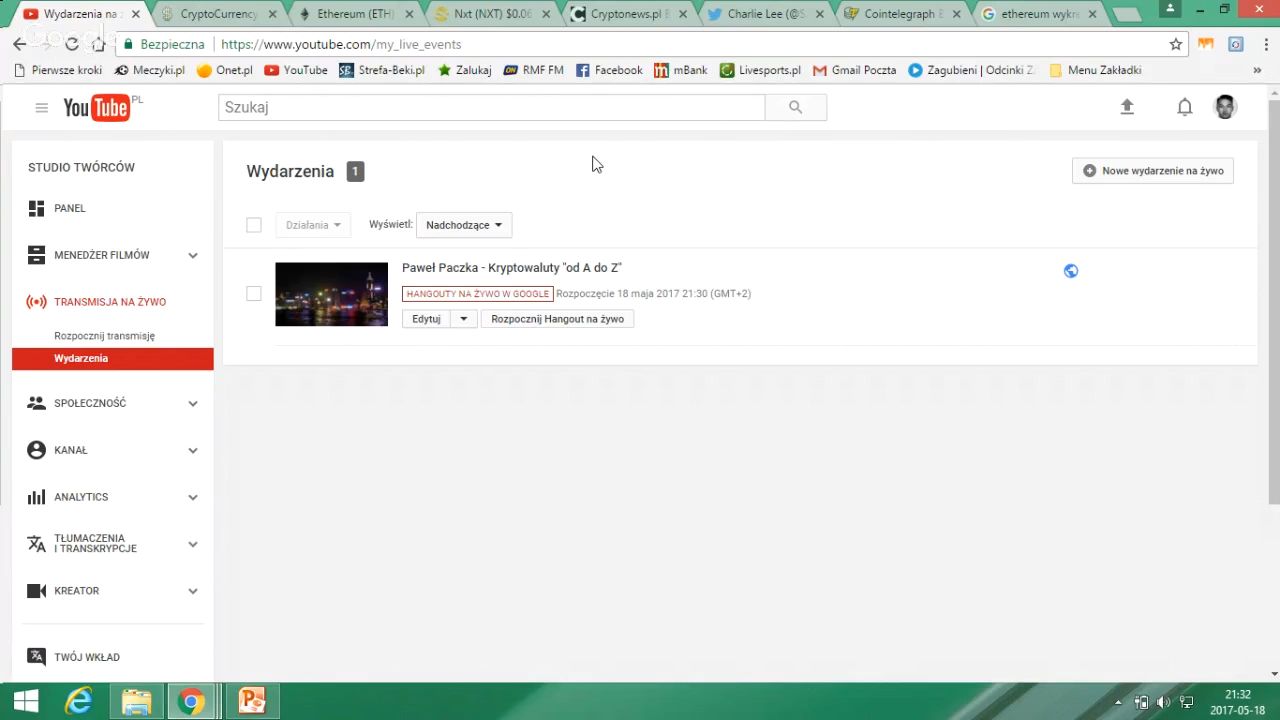 Wydarzenia na ż
CryptoCurrency
Ethereum (ETH)
Nxt (NXT) $0.06
Cryptonews.pl
Charlie Lee (@S
Cointelegraph B
ethereum wykre
Google+
Bezpieczna
https://www.youtube.com/my_live_events
Pierwsze kroki
Meczyki.pl
Onet.pl
YouTube
Strefa-Beki.pl
Zalukaj
RMF FM
Facebook
mBank
Livesports.pl
Gmail Poczta
Zagubieni | Odcinki
Menu Zakładki
YouTube PL
Szukaj
STUDIO TWÓRCÓW
PANEL
MENEDŻER FILMÓW
TRANSMISJA NA ŻYWO
Rozpocznij transmisję
Wydarzenia
SPOŁECZNOŚĆ
KANAŁ
ANALYTICS
TŁUMACZENIA
I TRANSKRYPCJE
KREATOR
TWÓJ WKŁAD
Wydarzenia 1
Nowe wydarzenie na żywo
Działania
Wyświetl: Nadchodzące
Paweł Paczka - Kryptowaluty "od A do Z"
HANGOUTY NA ŻYWO W GOOGLE Rozpoczęcie 18 maja 2017 21:30 (GMT+2)
Edytuj
Rozpocznij Hangout na żywo
21:32
2017-05-18